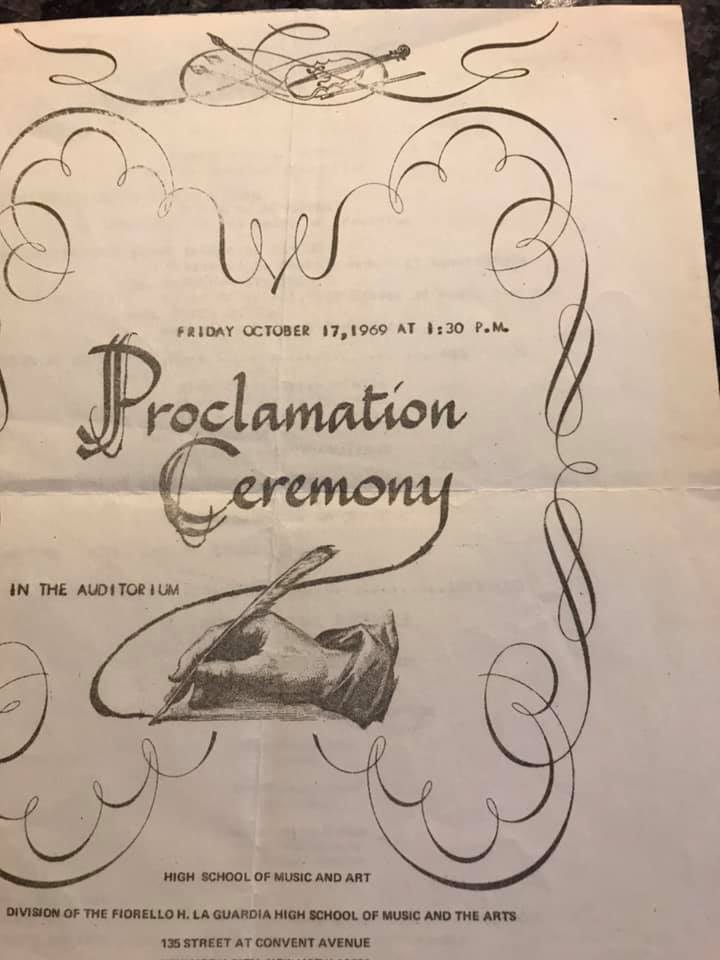 FRIDAY OCTOBER 17, 1969 AT 1:30 P.M.
Proclamation
Ceremony
IN THE AUDITORIUM
HIGH SCHOOL OF MUSIC AND ART
DIVISION OF THE FIORELLO H. LA GUARDIA HIGH SCHOOL OF MUSIC AND THE ARTS
135 STREET AT CONVENT AVENUE